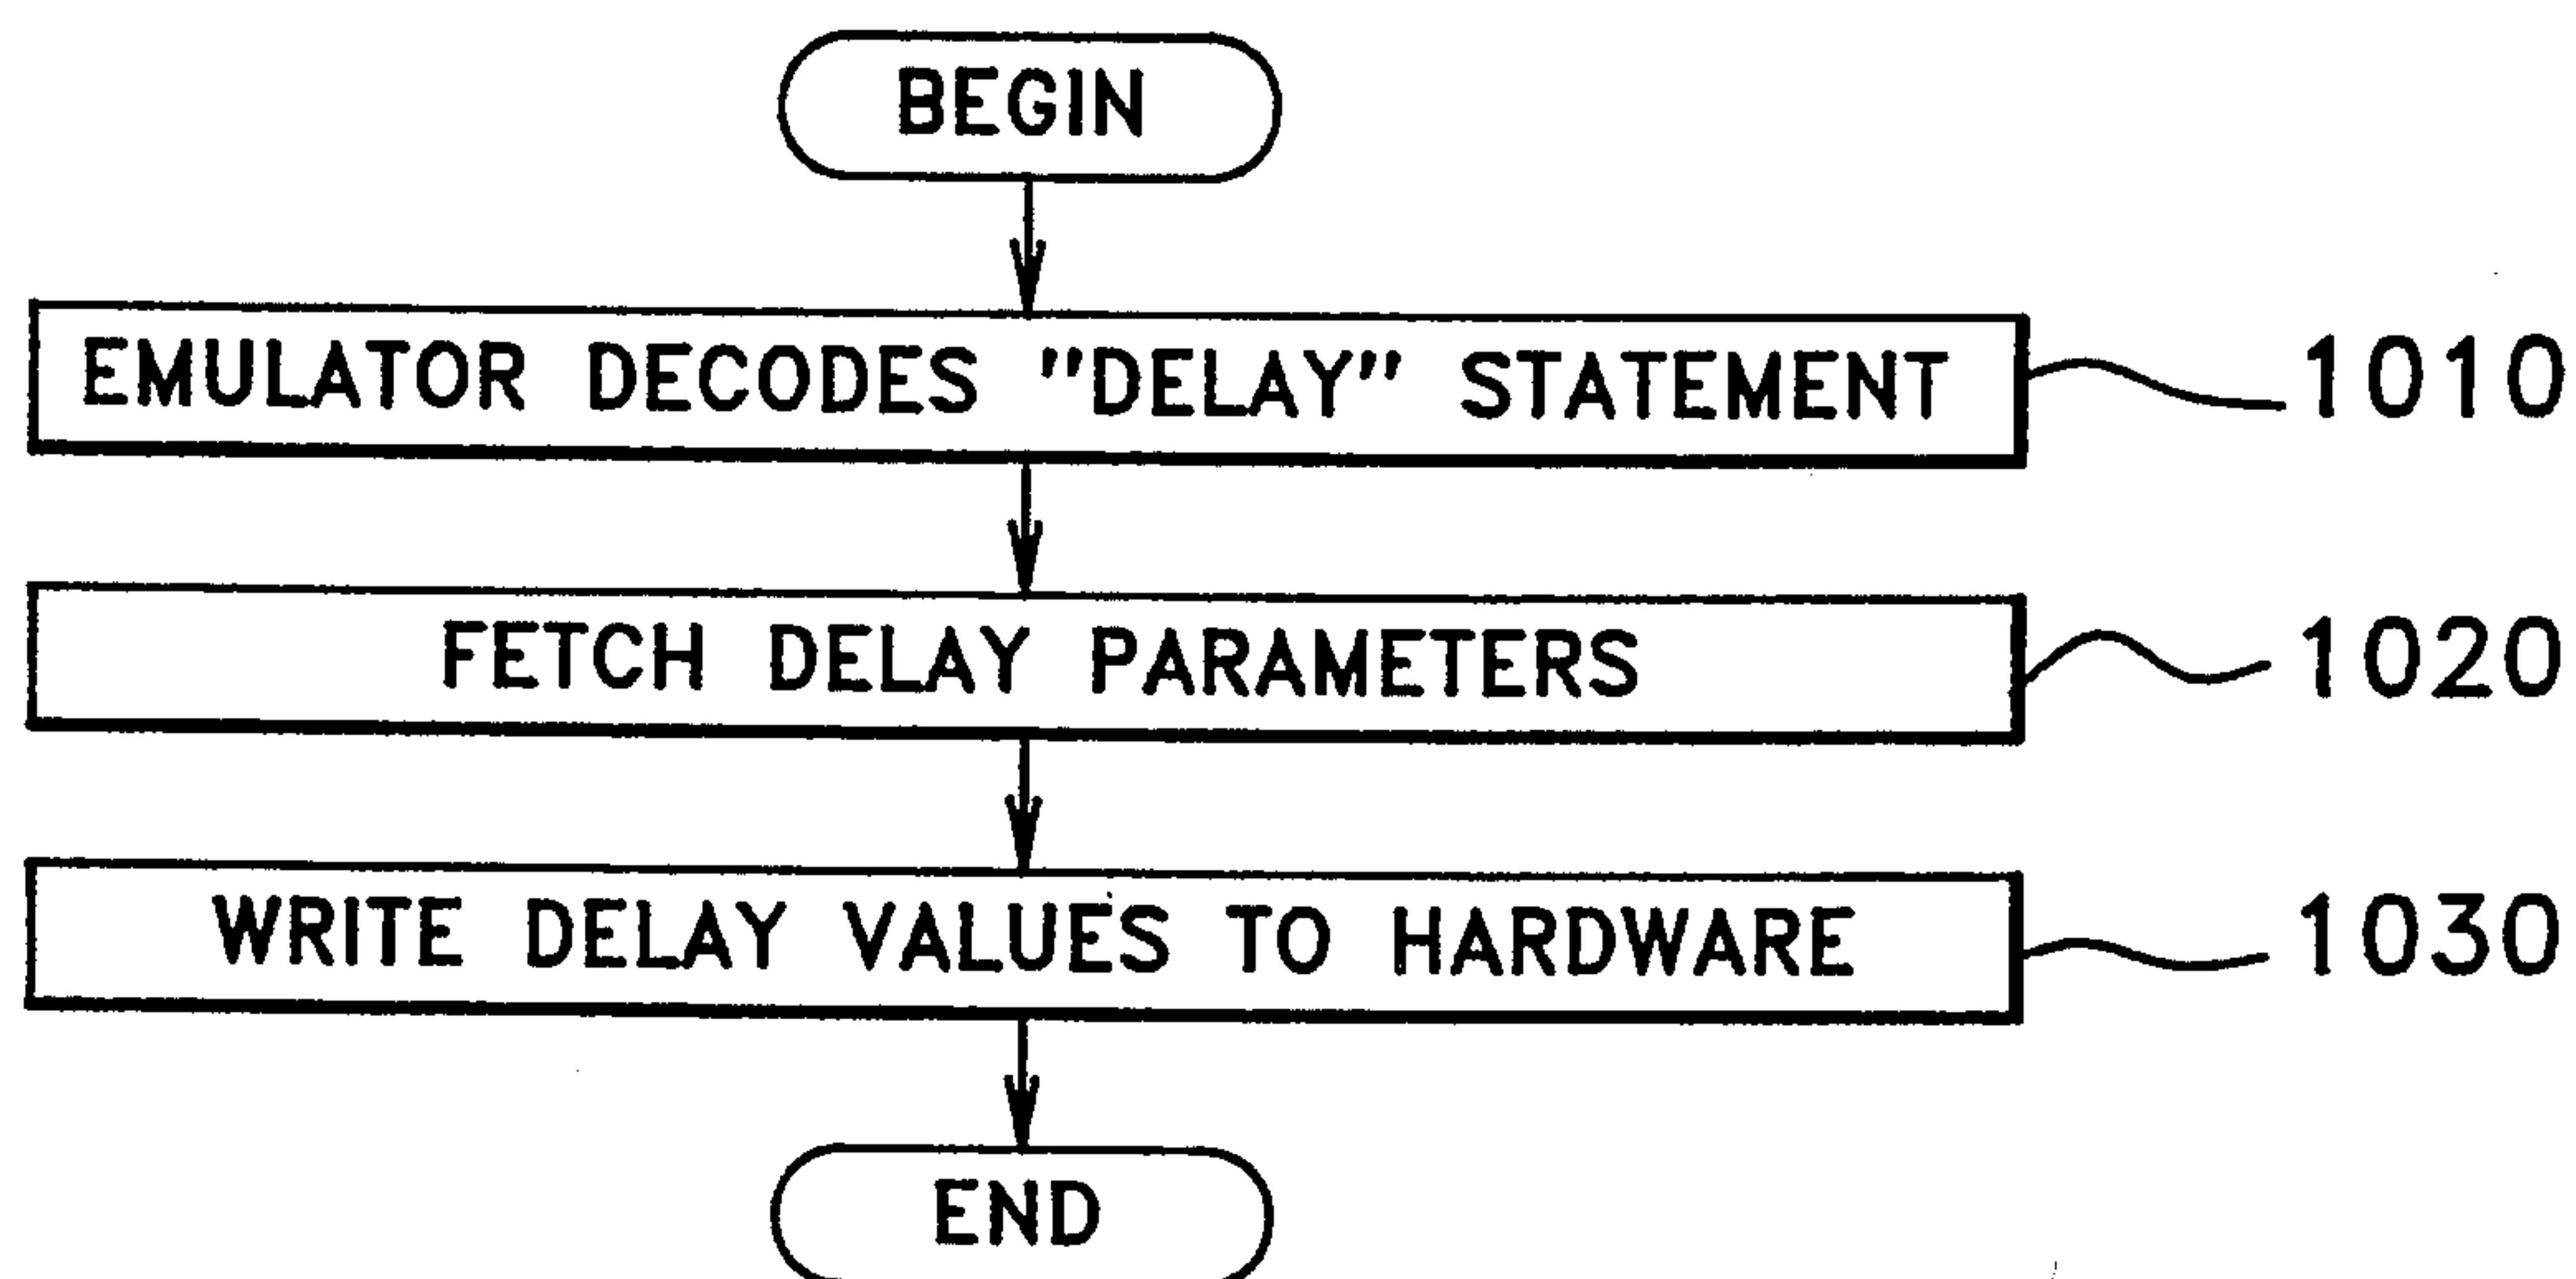 BEGIN
EMULATOR DECODES "DELAY" STATEMENT
1010
FETCH DELAY PARAMETERS
1020
WRITE DELAY VALUES TO HARDWARE
1030
END